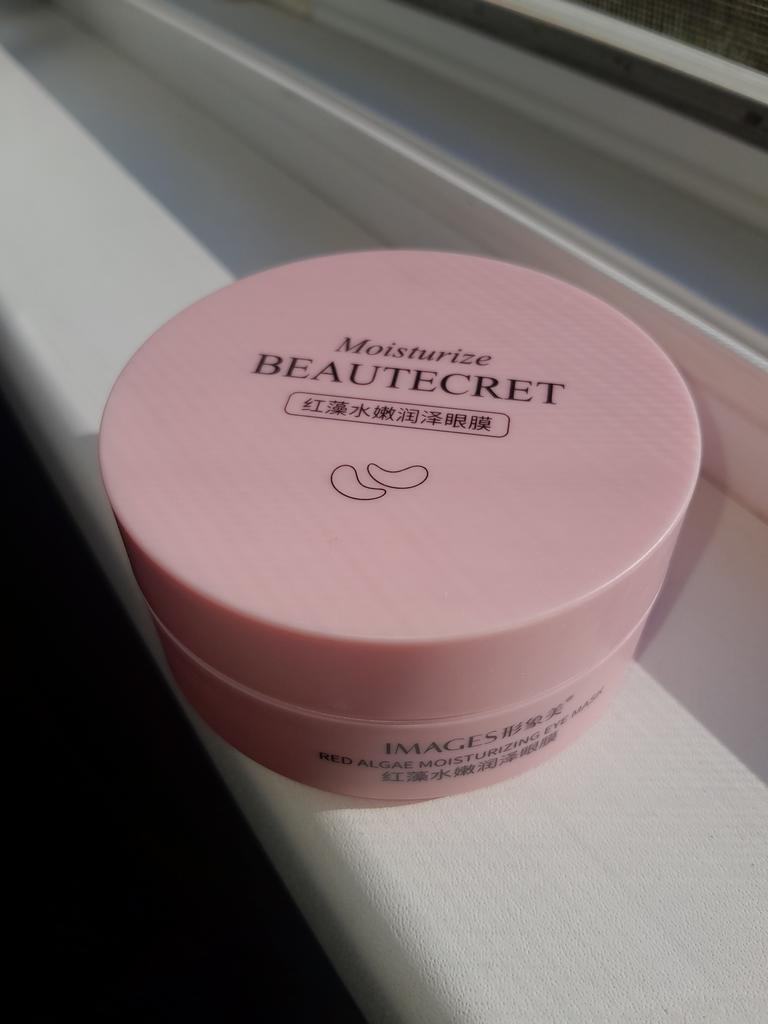 Moisturize
BEAUTECRET
红藻水嫩润泽眼膜
IMAGES形象美®
RED ALGAE MOISTURIZING EYE MASK
红藻水嫩润泽眼膜